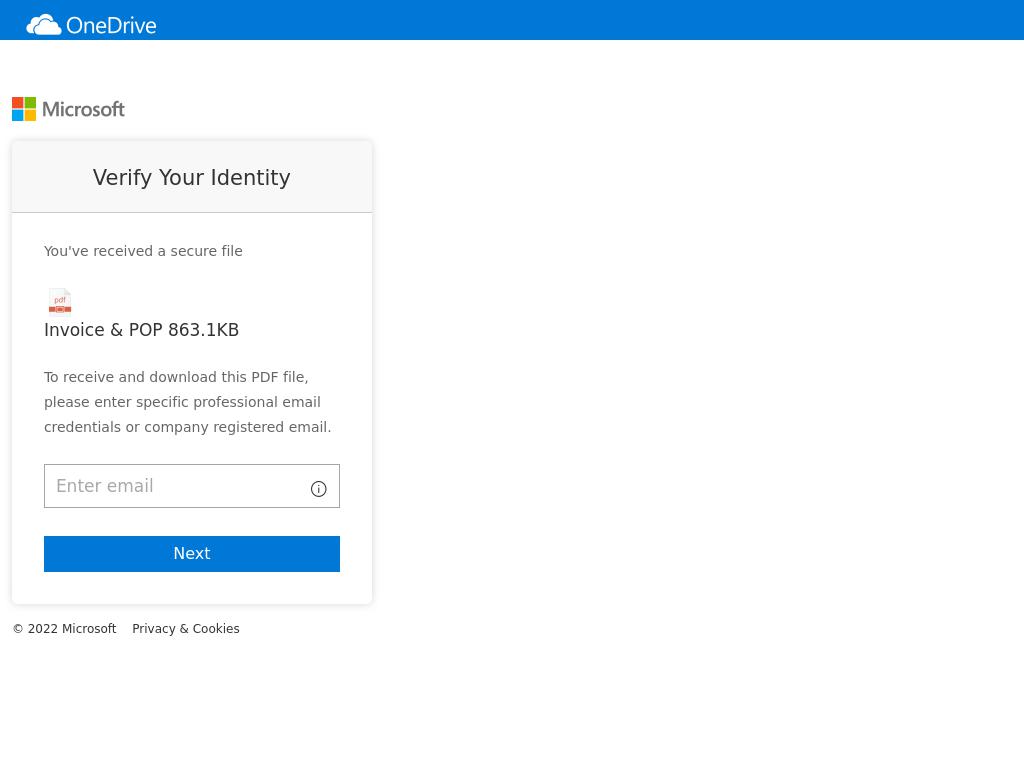 OneDrive
Microsoft
Verify Your Identity
You've received a secure file
pdf
Invoice & POP 863.1KB
To receive and download this PDF file,
please enter specific professional email
credentials or company registered email.
Enter email
Next
© 2022 Microsoft Privacy & Cookies